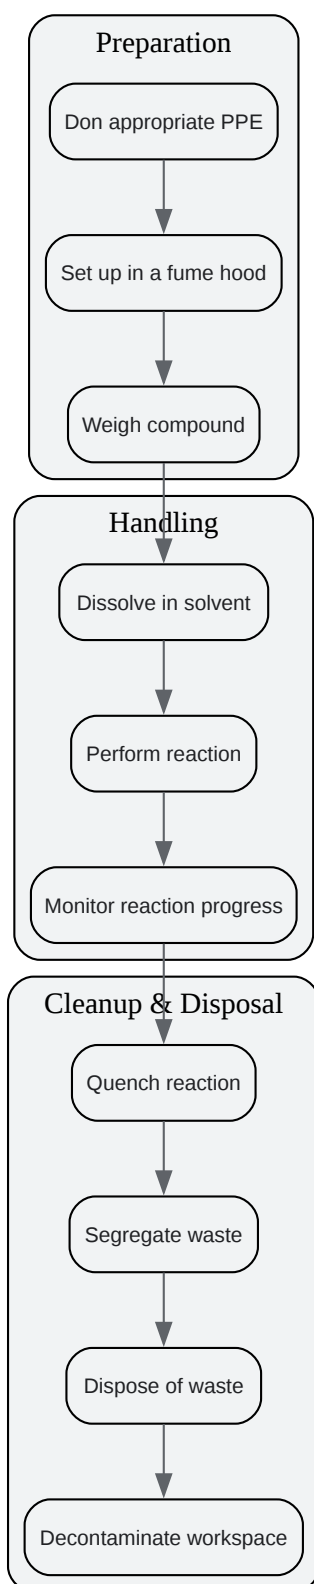 Preparation
Don appropriate PPE
Set up in a fume hood
Weigh compound
Handling
Dissolve in solvent
Perform reaction
Monitor reaction progress
Cleanup & Disposal
Quench reaction
Segregate waste
Dispose of waste
Decontaminate workspace